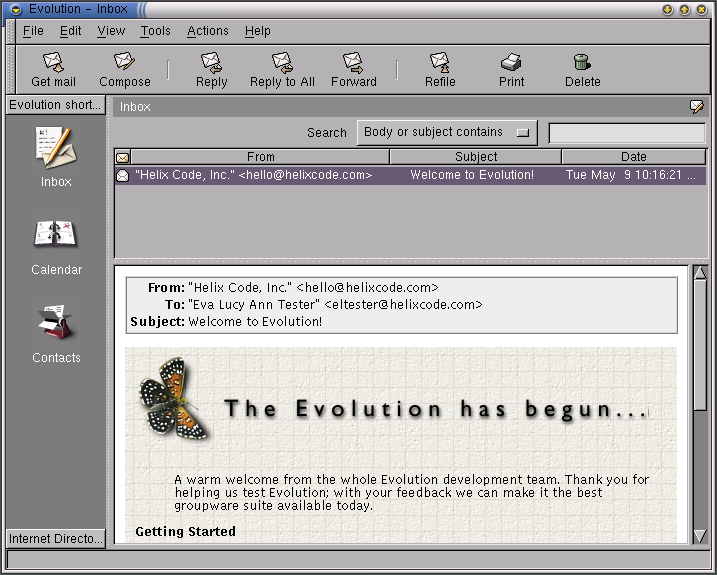 Evolution - Inbox
File Edit View Tools Actions Help
Get mail Compose Reply Reply to All Forward Refile Print Delete
Evolution short...
Inbox
Search Body or subject contains
From Subject Date
"Helix Code, Inc." <hello@helixcode.com> Welcome to Evolution! Tue May 9 10:16:21 ...
Inbox
Calendar
Contacts
From: "Helix Code, Inc." <hello@helixcode.com>
To: "Eva Lucy Ann Tester" <eltester@helixcode.com>
Subject: Welcome to Evolution!
The Evolution has begun...
A warm welcome from the whole Evolution development team. Thank you for
helping us test Evolution; with your feedback we can make it the best
groupware suite available today.
Getting Started
Internet Directo...